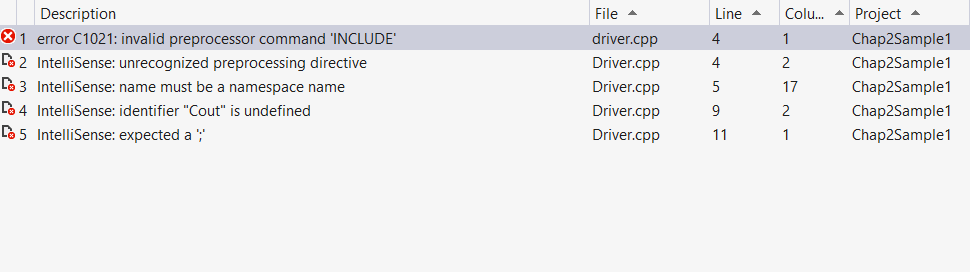 Description File Line Colu... Project
1 error C1021: invalid preprocessor command 'INCLUDE' driver.cpp 4 1 Chap2Sample1
2 IntelliSense: unrecognized preprocessing directive Driver.cpp 4 2 Chap2Sample1
3 IntelliSense: name must be a namespace name Driver.cpp 5 17 Chap2Sample1
4 IntelliSense: identifier "Cout" is undefined Driver.cpp 9 2 Chap2Sample1
5 IntelliSense: expected a ';' Driver.cpp 11 1 Chap2Sample1